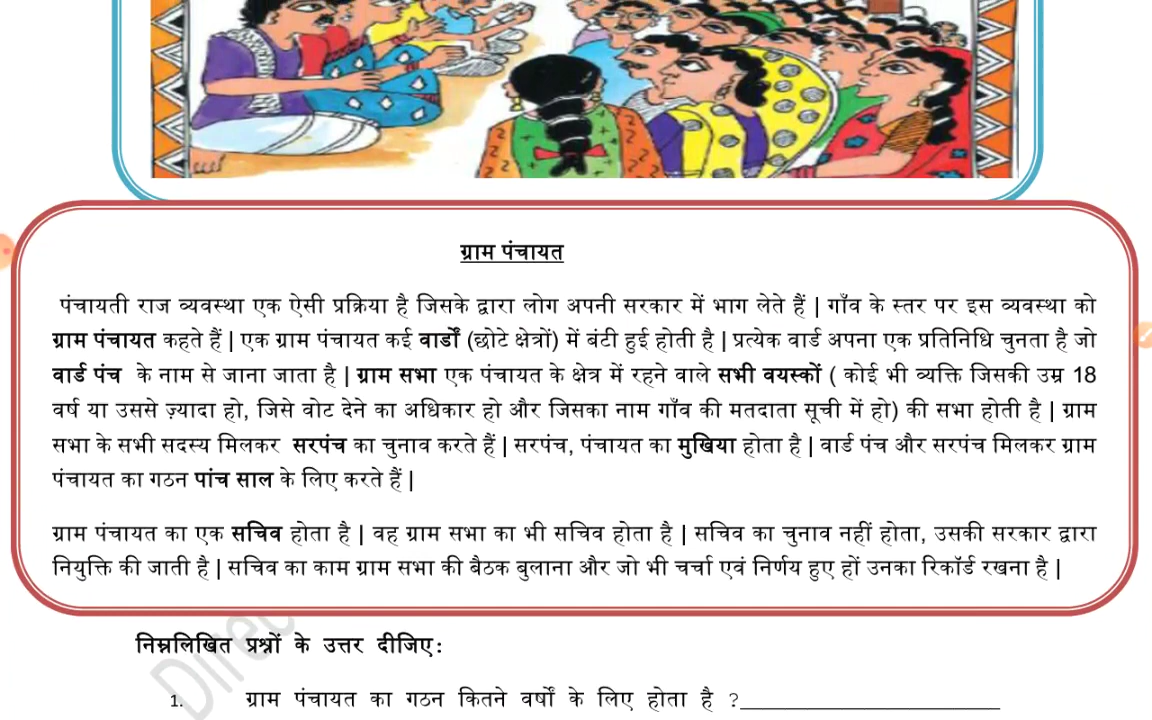 ग्राम पंचायत
पंचायती राज व्यवस्था एक ऐसी प्रक्रिया है जिसके द्वारा लोग अपनी सरकार में भाग लेते हैं | गाँव के स्तर पर इस व्यवस्था को
ग्राम पंचायत कहते हैं | एक ग्राम पंचायत कई वार्डों (छोटे क्षेत्रों) में बंटी हुई होती है | प्रत्येक वार्ड अपना एक प्रतिनिधि चुनता है जो
वार्ड पंच के नाम से जाना जाता है | ग्राम सभा एक पंचायत के क्षेत्र में रहने वाले सभी वयस्कों ( कोई भी व्यक्ति जिसकी उम्र 18
वर्ष या उससे ज़्यादा हो, जिसे वोट देने का अधिकार हो और जिसका नाम गाँव की मतदाता सूची में हो) की सभा होती है | ग्राम
सभा के सभी सदस्य मिलकर सरपंच का चुनाव करते हैं | सरपंच, पंचायत का मुखिया होता है | वार्ड पंच और सरपंच मिलकर ग्राम
पंचायत का गठन पांच साल के लिए करते हैं |
ग्राम पंचायत का एक सचिव होता है | वह ग्राम सभा का भी सचिव होता है | सचिव का चुनाव नहीं होता, उसकी सरकार द्वारा
नियुक्ति की जाती है | सचिव का काम ग्राम सभा की बैठक बुलाना और जो भी चर्चा एवं निर्णय हुए हों उनका रिकॉर्ड रखना है |
निम्नलिखित प्रश्नों के उत्तर दीजिए:
1. ग्राम पंचायत का गठन कितने वर्षों के लिए होता है ?____________________